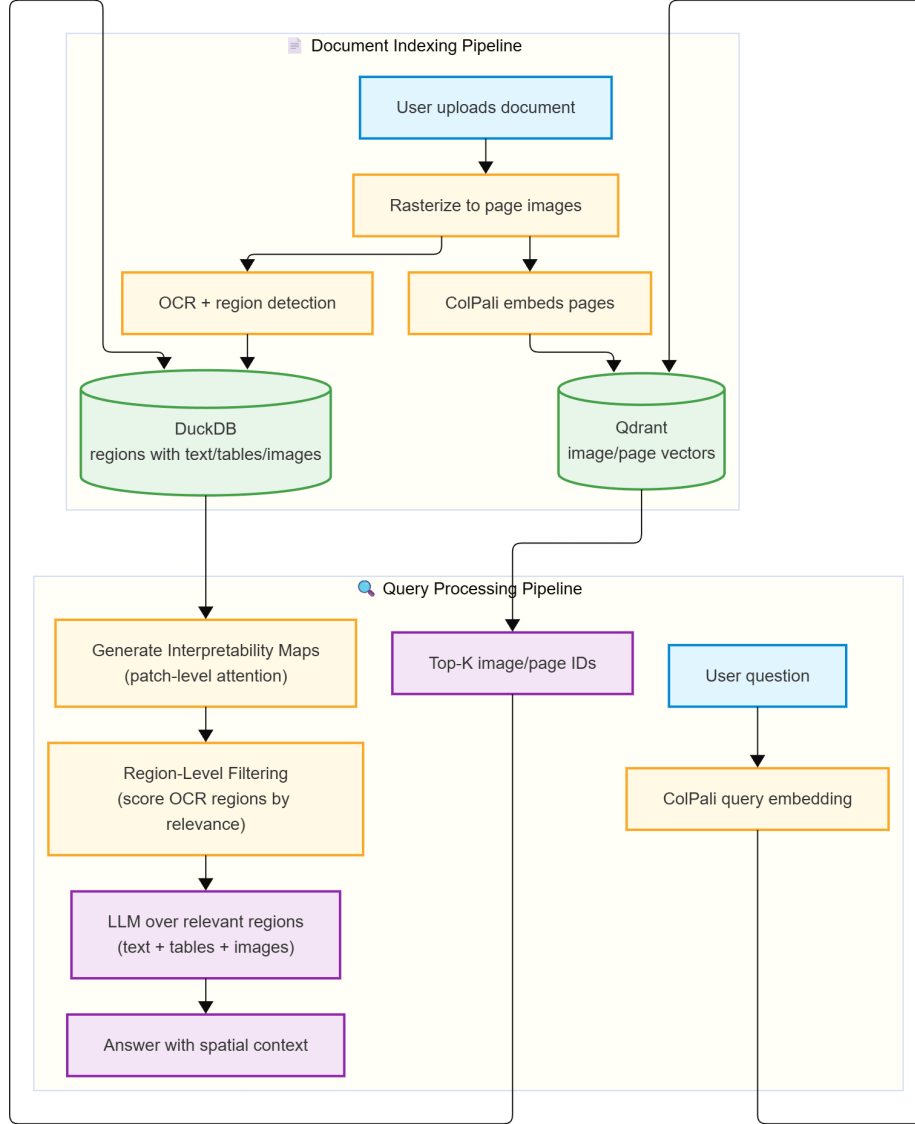 Document Indexing Pipeline
User uploads document
Rasterize to page images
OCR + region detection
ColPali embeds pages
DuckDB
regions with text/tables/images
Qdrant
image/page vectors
Query Processing Pipeline
Generate Interpretability Maps
(patch-level attention)
Top-K image/page IDs
User question
Region-Level Filtering
(score OCR regions by
relevance)
ColPali query embedding
LLM over relevant regions
(text + tables + images)
Answer with spatial context